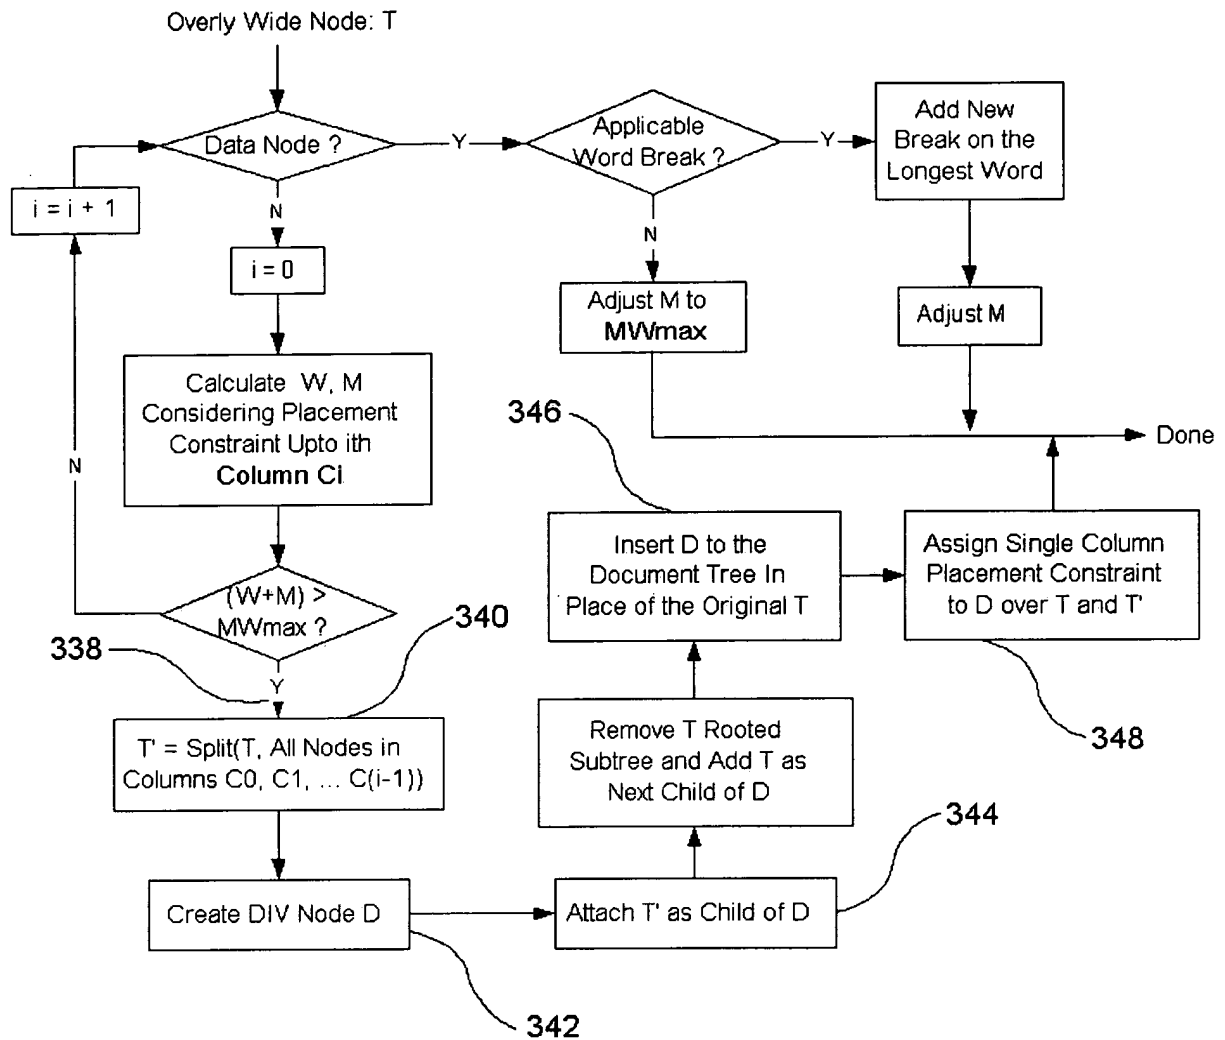 Overly Wide Node: T
Data Node ?
Y
Applicable
Word Break ?
Y
Add New
Break on the
Longest Word
i = i + 1
N
i = 0
N
Adjust M to
MWmax
Adjust M
Calculate W, M
Considering Placement
Constraint Upto ith
Column Ci
N
346
Done
(W+M) >
MWmax ?
338
340
Y
Insert D to the
Document Tree In
Place of the Original T
Assign Single Column
Placement Constraint
to D over T and T'
348
T' = Split(T, All Nodes in
Columns C0, C1, ... C(i-1))
Remove T Rooted
Subtree and Add T as
Next Child of D
344
Create DIV Node D
Attach T' as Child of D
342